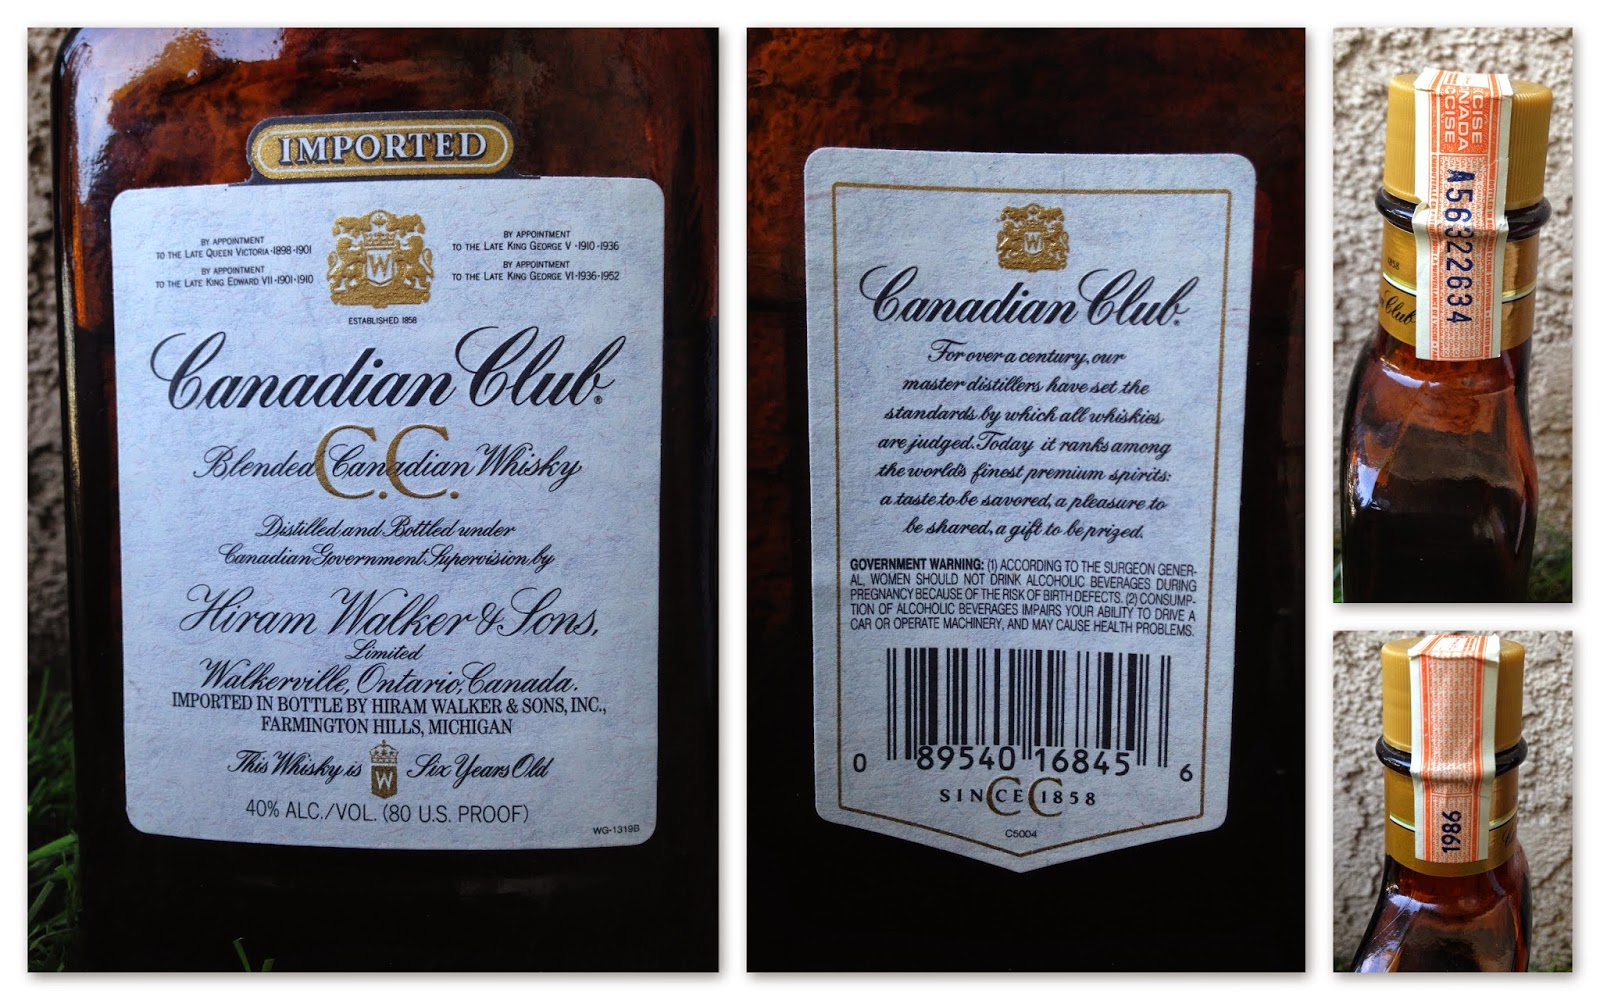 IMPORTED
BY APPOINTMENT
TO THE LATE QUEEN VICTORIA·1898·1901
BY APPOINTMENT
TO THE LATE KING EDWARD VII·1901·1910
BY APPOINTMENT
TO THE LATE KING GEORGE V ·1910·1936
BY APPOINTMENT
TO THE LATE KING GEORGE VI·1936·1952
W
ESTABLISHED 1858
Canadian Club®
C.C.
Blended Canadian Whisky
Distilled and Bottled under
Canadian Government Supervision by
Hiram Walker & Sons,
Limited
Walkerville, Ontario, Canada.
IMPORTED IN BOTTLE BY HIRAM WALKER & SONS, INC.,
FARMINGTON HILLS, MICHIGAN
This Whisky is W Six Years Old
40% ALC./VOL. (80 U.S. PROOF)
WG-1319B
W
Canadian Club®
For over a century, our
master distillers have set the
standards by which all whiskies
are judged. Today it ranks among
the world's finest premium spirits:
a taste to be savored, a pleasure to
be shared, a gift to be prized.
GOVERNMENT WARNING: (1) ACCORDING TO THE SURGEON GENER-
AL, WOMEN SHOULD NOT DRINK ALCOHOLIC BEVERAGES DURING
PREGNANCY BECAUSE OF THE RISK OF BIRTH DEFECTS. (2) CONSUMP-
TION OF ALCOHOLIC BEVERAGES IMPAIRS YOUR ABILITY TO DRIVE A
CAR OR OPERATE MACHINERY, AND MAY CAUSE HEALTH PROBLEMS.
0 89540 16845 6
CC
SINCE 1858
C5004
CISE
NADA
CCISE
A56322634
1858
Club
1986